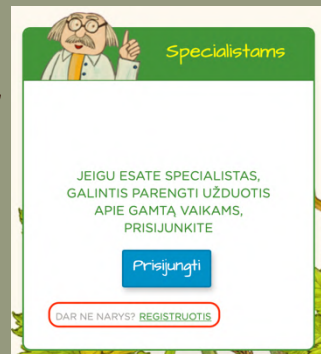 Specialistams
JEIGU ESATE SPECIALISTAS,
GALINTIS PARENGTI UŽDUOTIS
APIE GAMTĄ VAIKAMS,
PRISIJUNKITE
Prisijungti
DAR NE NARYS? REGISTRUOTIS